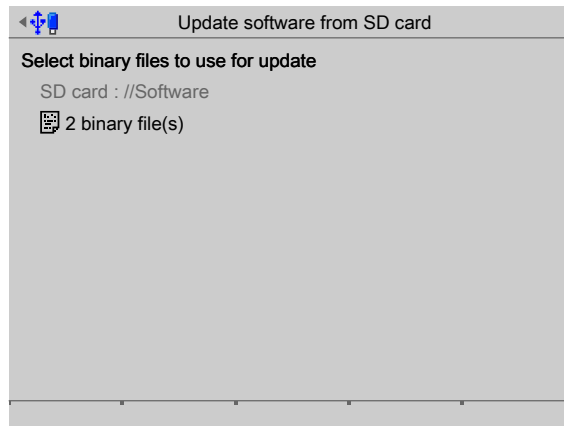 Update software from SD card
Select binary files to use for update
SD card : //Software
2 binary file(s)